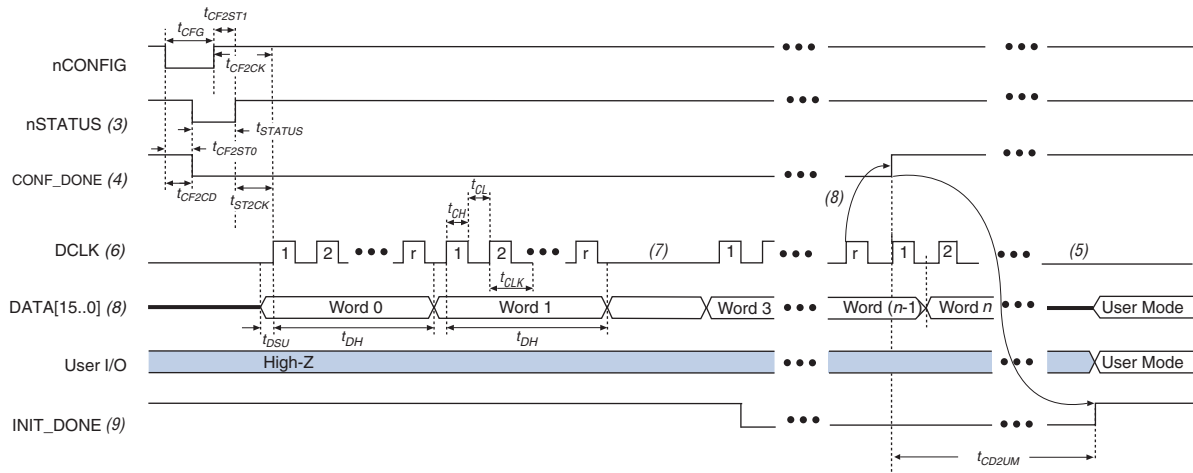 tCF2ST1
tCFG
nCONFIG
tCF2CK
nSTATUS (3)
tSTATUS
tCF2ST0
CONF_DONE (4)
tCF2CD
tST2CK
(8)
tCL
tCH
DCLK (6)
1 2 r 1 2 r (7) 1 r 1 2 (5)
tCLK
DATA[15..0] (8)
Word 0 Word 1 Word 3 Word (n-1) Word n User Mode
tDSU tDH tDH
User I/O
High-Z User Mode
INIT_DONE (9)
tCD2UM